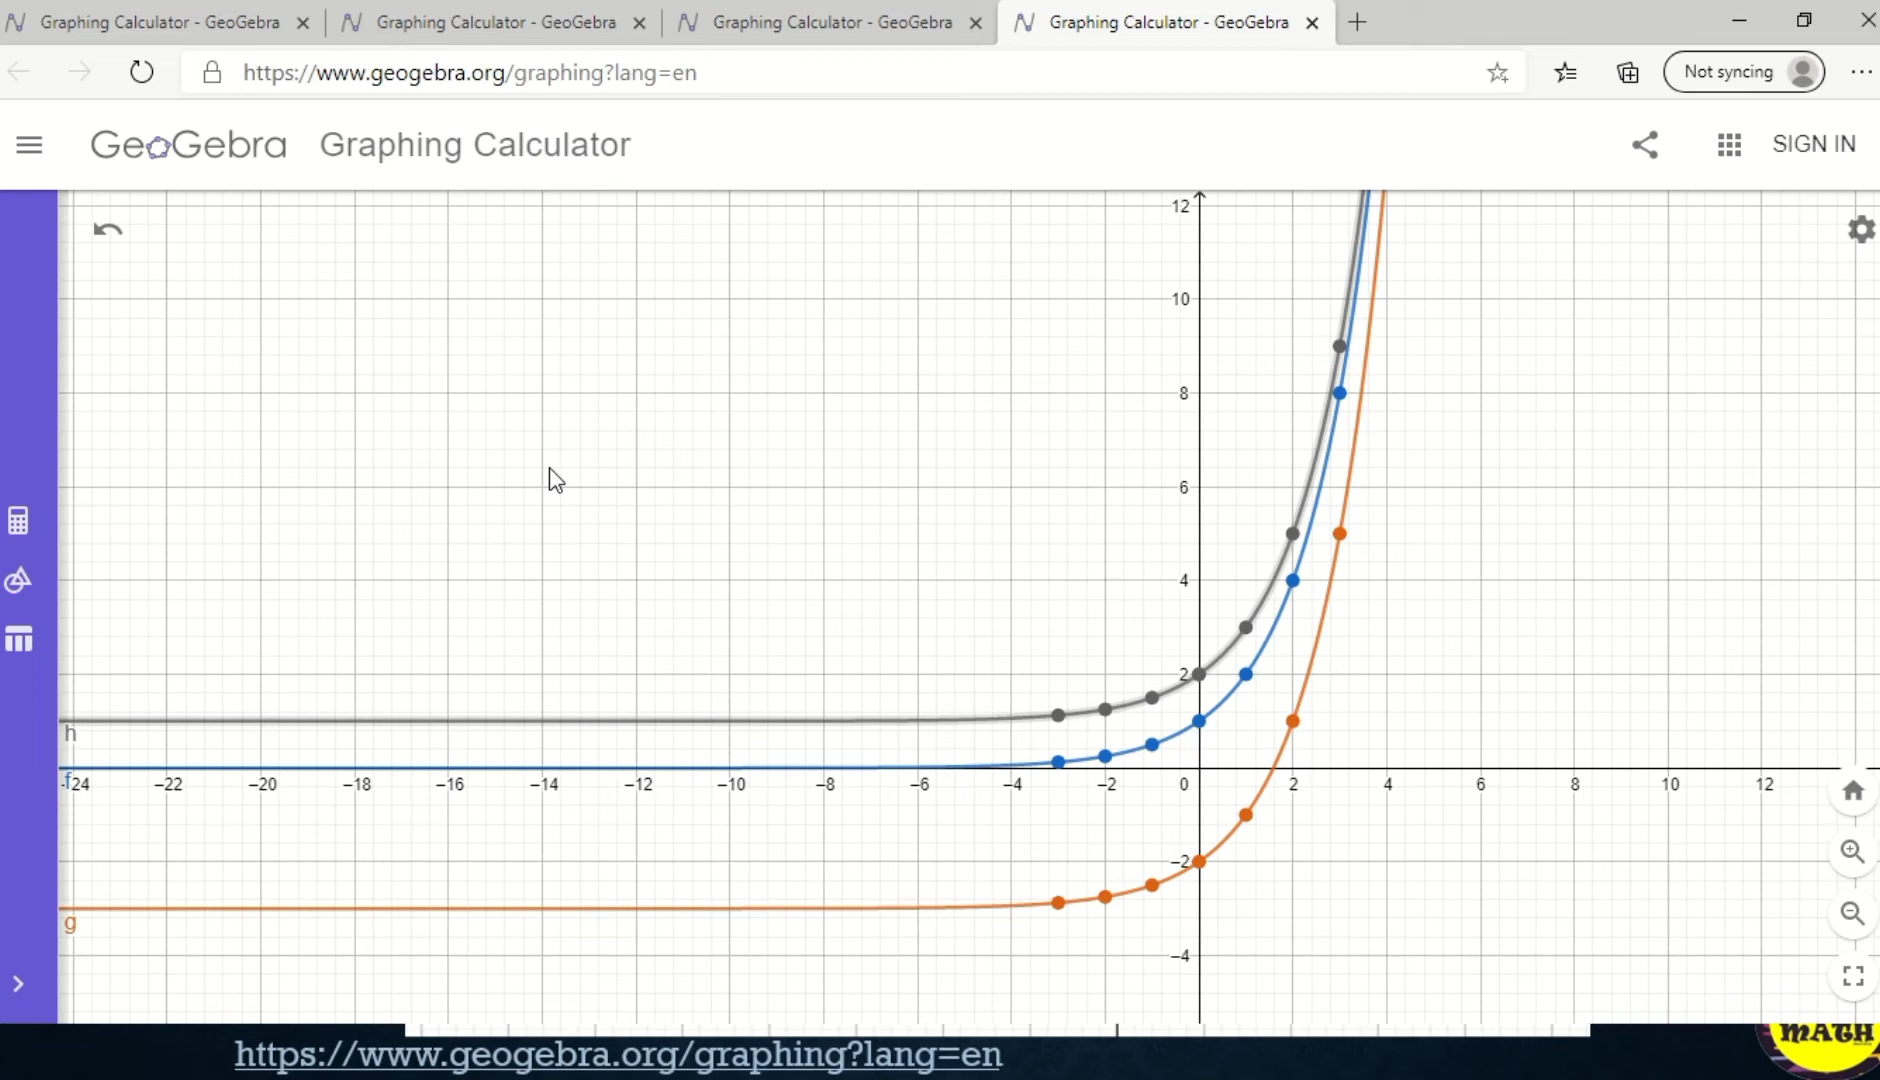 Graphing Calculator - GeoGebra
Graphing Calculator - GeoGebra
Graphing Calculator - GeoGebra
Graphing Calculator - GeoGebra
https://www.geogebra.org/graphing?lang=en
Not syncing
GeoGebra Graphing Calculator
SIGN IN
12
10
8
6
4
2
h
f
-24 -22 -20 -18 -16 -14 -12 -10 -8 -6 -4 -2 0 2 4 6 8 10 12
-2
g
-4
https://www.geogebra.org/graphing?lang=en
MATH